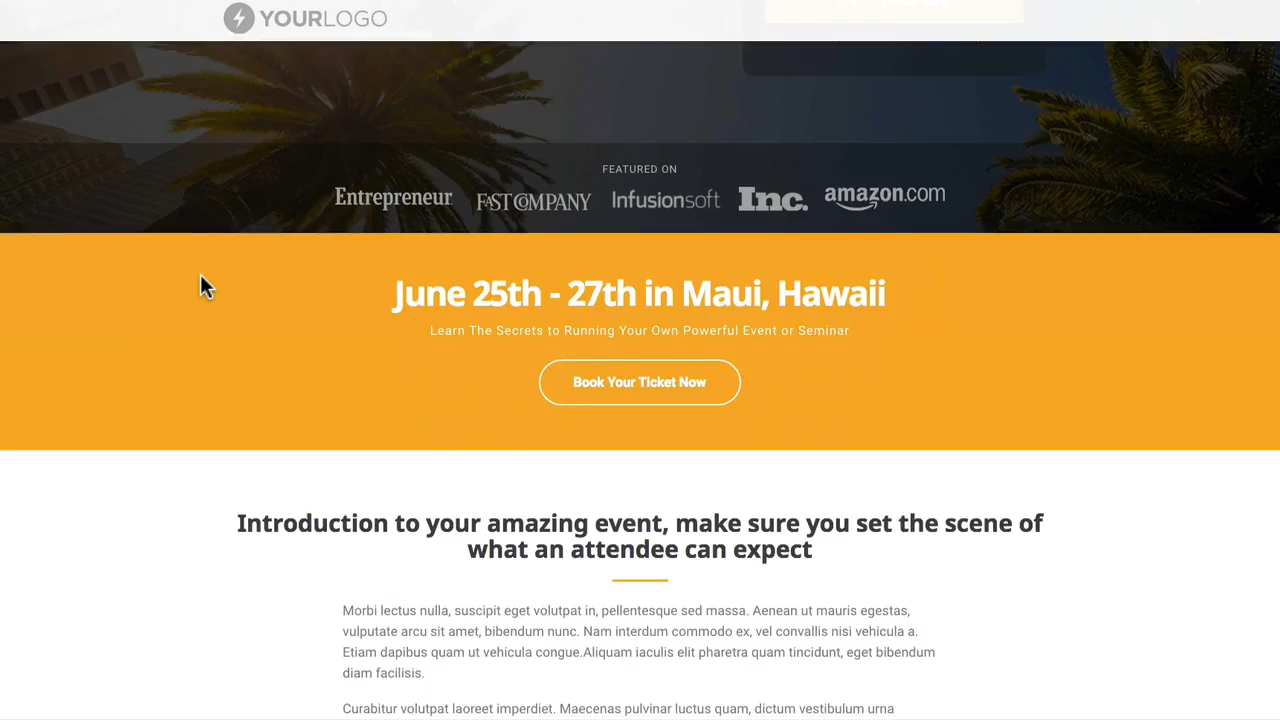 YOURLOGO
FEATURED ON
Entrepreneur FAST COMPANY Infusionsoft Inc. amazon.com
June 25th - 27th in Maui, Hawaii
Learn The Secrets to Running Your Own Powerful Event or Seminar
Book Your Ticket Now
Introduction to your amazing event, make sure you set the scene of
what an attendee can expect
Morbi lectus nulla, suscipit eget volutpat in, pellentesque sed massa. Aenean ut mauris egestas,
vulputate arcu sit amet, bibendum nunc. Nam interdum commodo ex, vel convallis nisi vehicula a.
Etiam dapibus quam ut vehicula congue.Aliquam iaculis elit pharetra quam tincidunt, eget bibendum
diam facilisis.
Curabitur volutpat laoreet imperdiet. Maecenas pulvinar luctus quam, dictum vestibulum urna